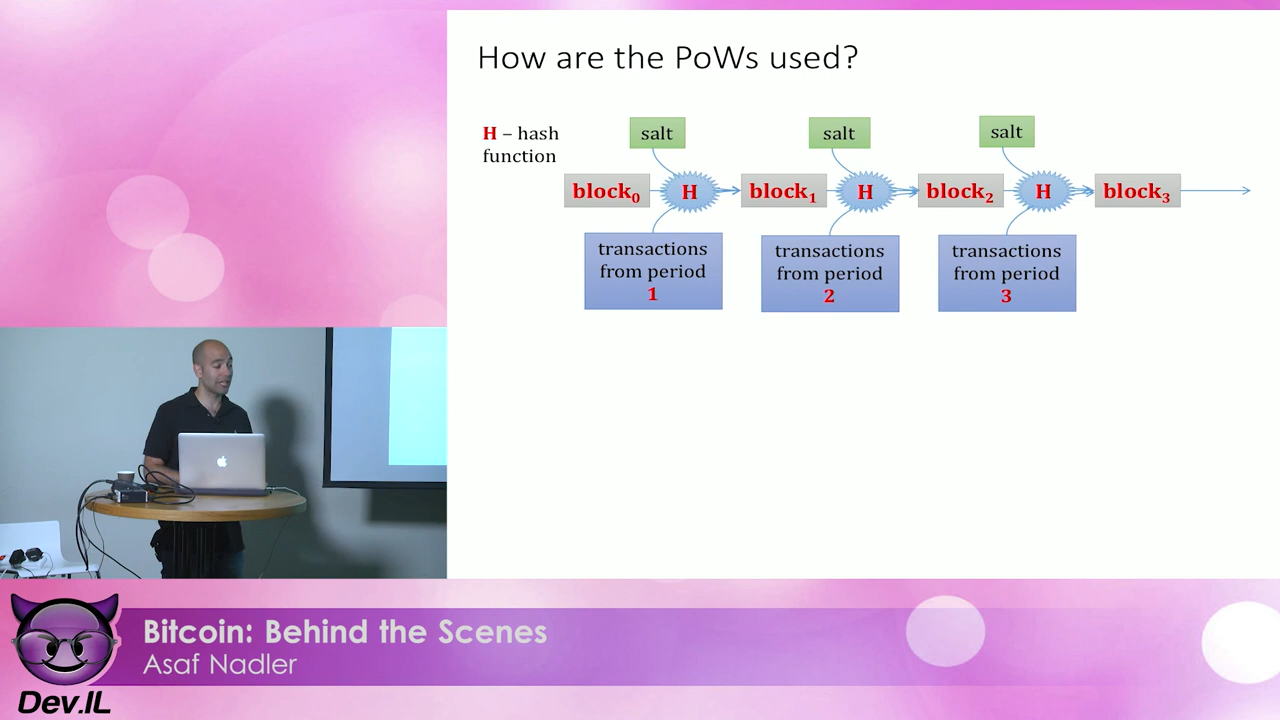 How are the PoWs used?
H – hash
function
salt
salt
salt
block0
H
block1
H
block2
H
block3
transactions
from period
1
transactions
from period
2
transactions
from period
3
Bitcoin: Behind the Scenes
Asaf Nadler
Dev.IL